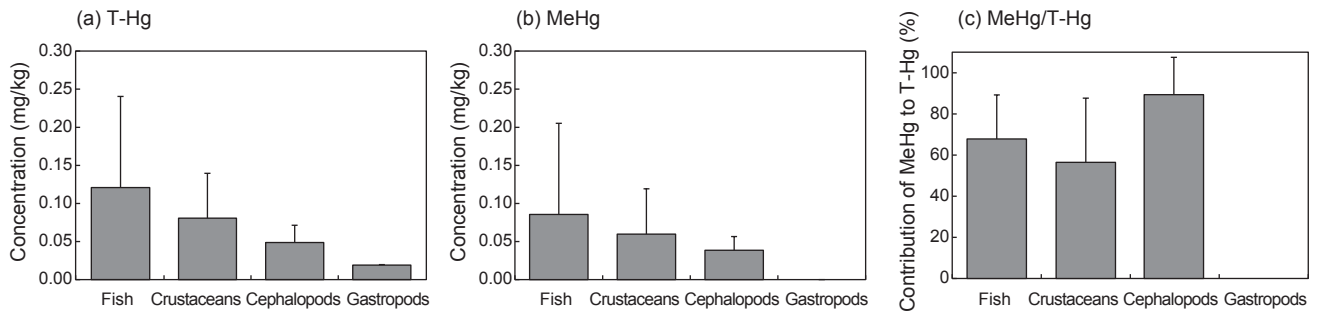 (a) T-Hg
Concentration (mg/kg)
0.30
0.25
0.20
0.15
0.10
0.05
0.00
Fish Crustaceans Cephalopods Gastropods
(b) MeHg
Concentration (mg/kg)
0.30
0.25
0.20
0.15
0.10
0.05
0.00
Fish Crustaceans Cephalopods Gastropods
(c) MeHg/T-Hg
Contribution of MeHg to T-Hg (%)
100
80
60
40
20
0
Fish Crustaceans Cephalopods Gastropods